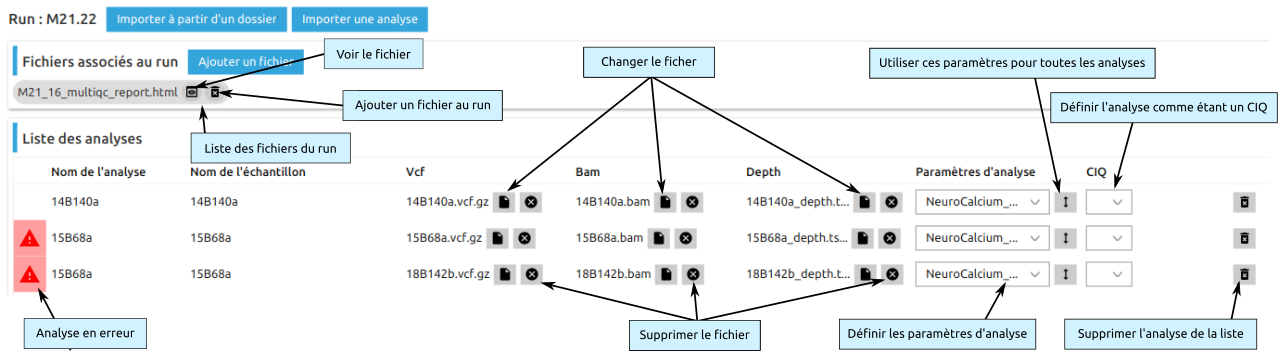 Run : M21.22 Importer à partir d'un dossier Importer une analyse
Fichiers associés au run Ajouter un fichier
Voir le fichier
Changer le ficher
Utiliser ces paramètres pour toutes les analyses
M21_16_multiqc_report.html
Ajouter un fichier au run
Définir l'analyse comme étant un CIQ
Liste des analyses
Liste des fichiers du run
Nom de l'analyse Nom de l'échantillon Vcf Bam Depth Paramètres d'analyse CIQ
14B140a 14B140a 14B140a.vcf.gz 14B140a.bam 14B140a_depth.t... NeuroCalcium_...
15B68a 15B68a 15B68a.vcf.gz 15B68a.bam 15B68a_depth.ts... NeuroCalcium_...
15B68a 15B68a 18B142b.vcf.gz 18B142b.bam 18B142b_depth.t... NeuroCalcium_...
Analyse en erreur
Supprimer le fichier
Définir les paramètres d'analyse
Supprimer l'analyse de la liste